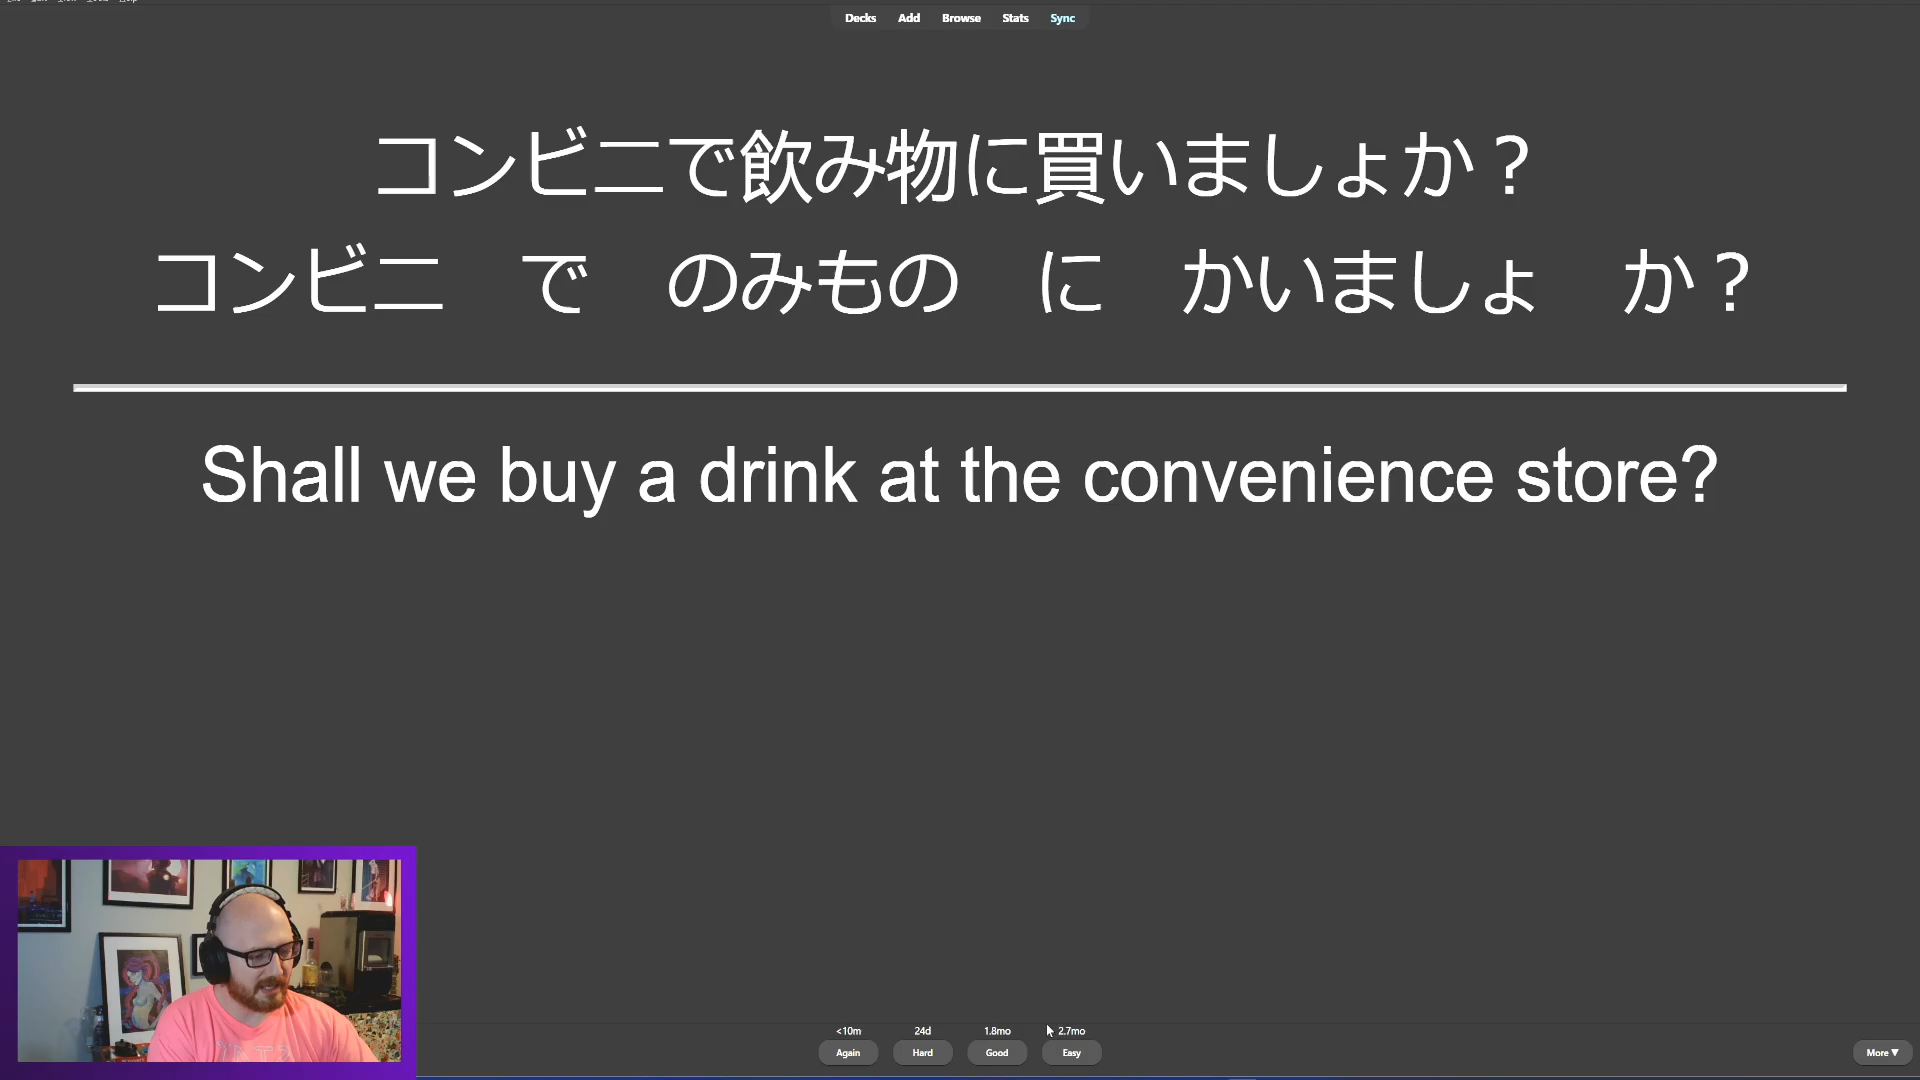 Decks Add Browse Stats Sync
コンビニで飲み物に買いましょか？
コンビニ　で　のみもの　に　かいましょ　か？
Shall we buy a drink at the convenience store?
<10m 24d 1.8mo 2.7mo
Again Hard Good Easy More ▼